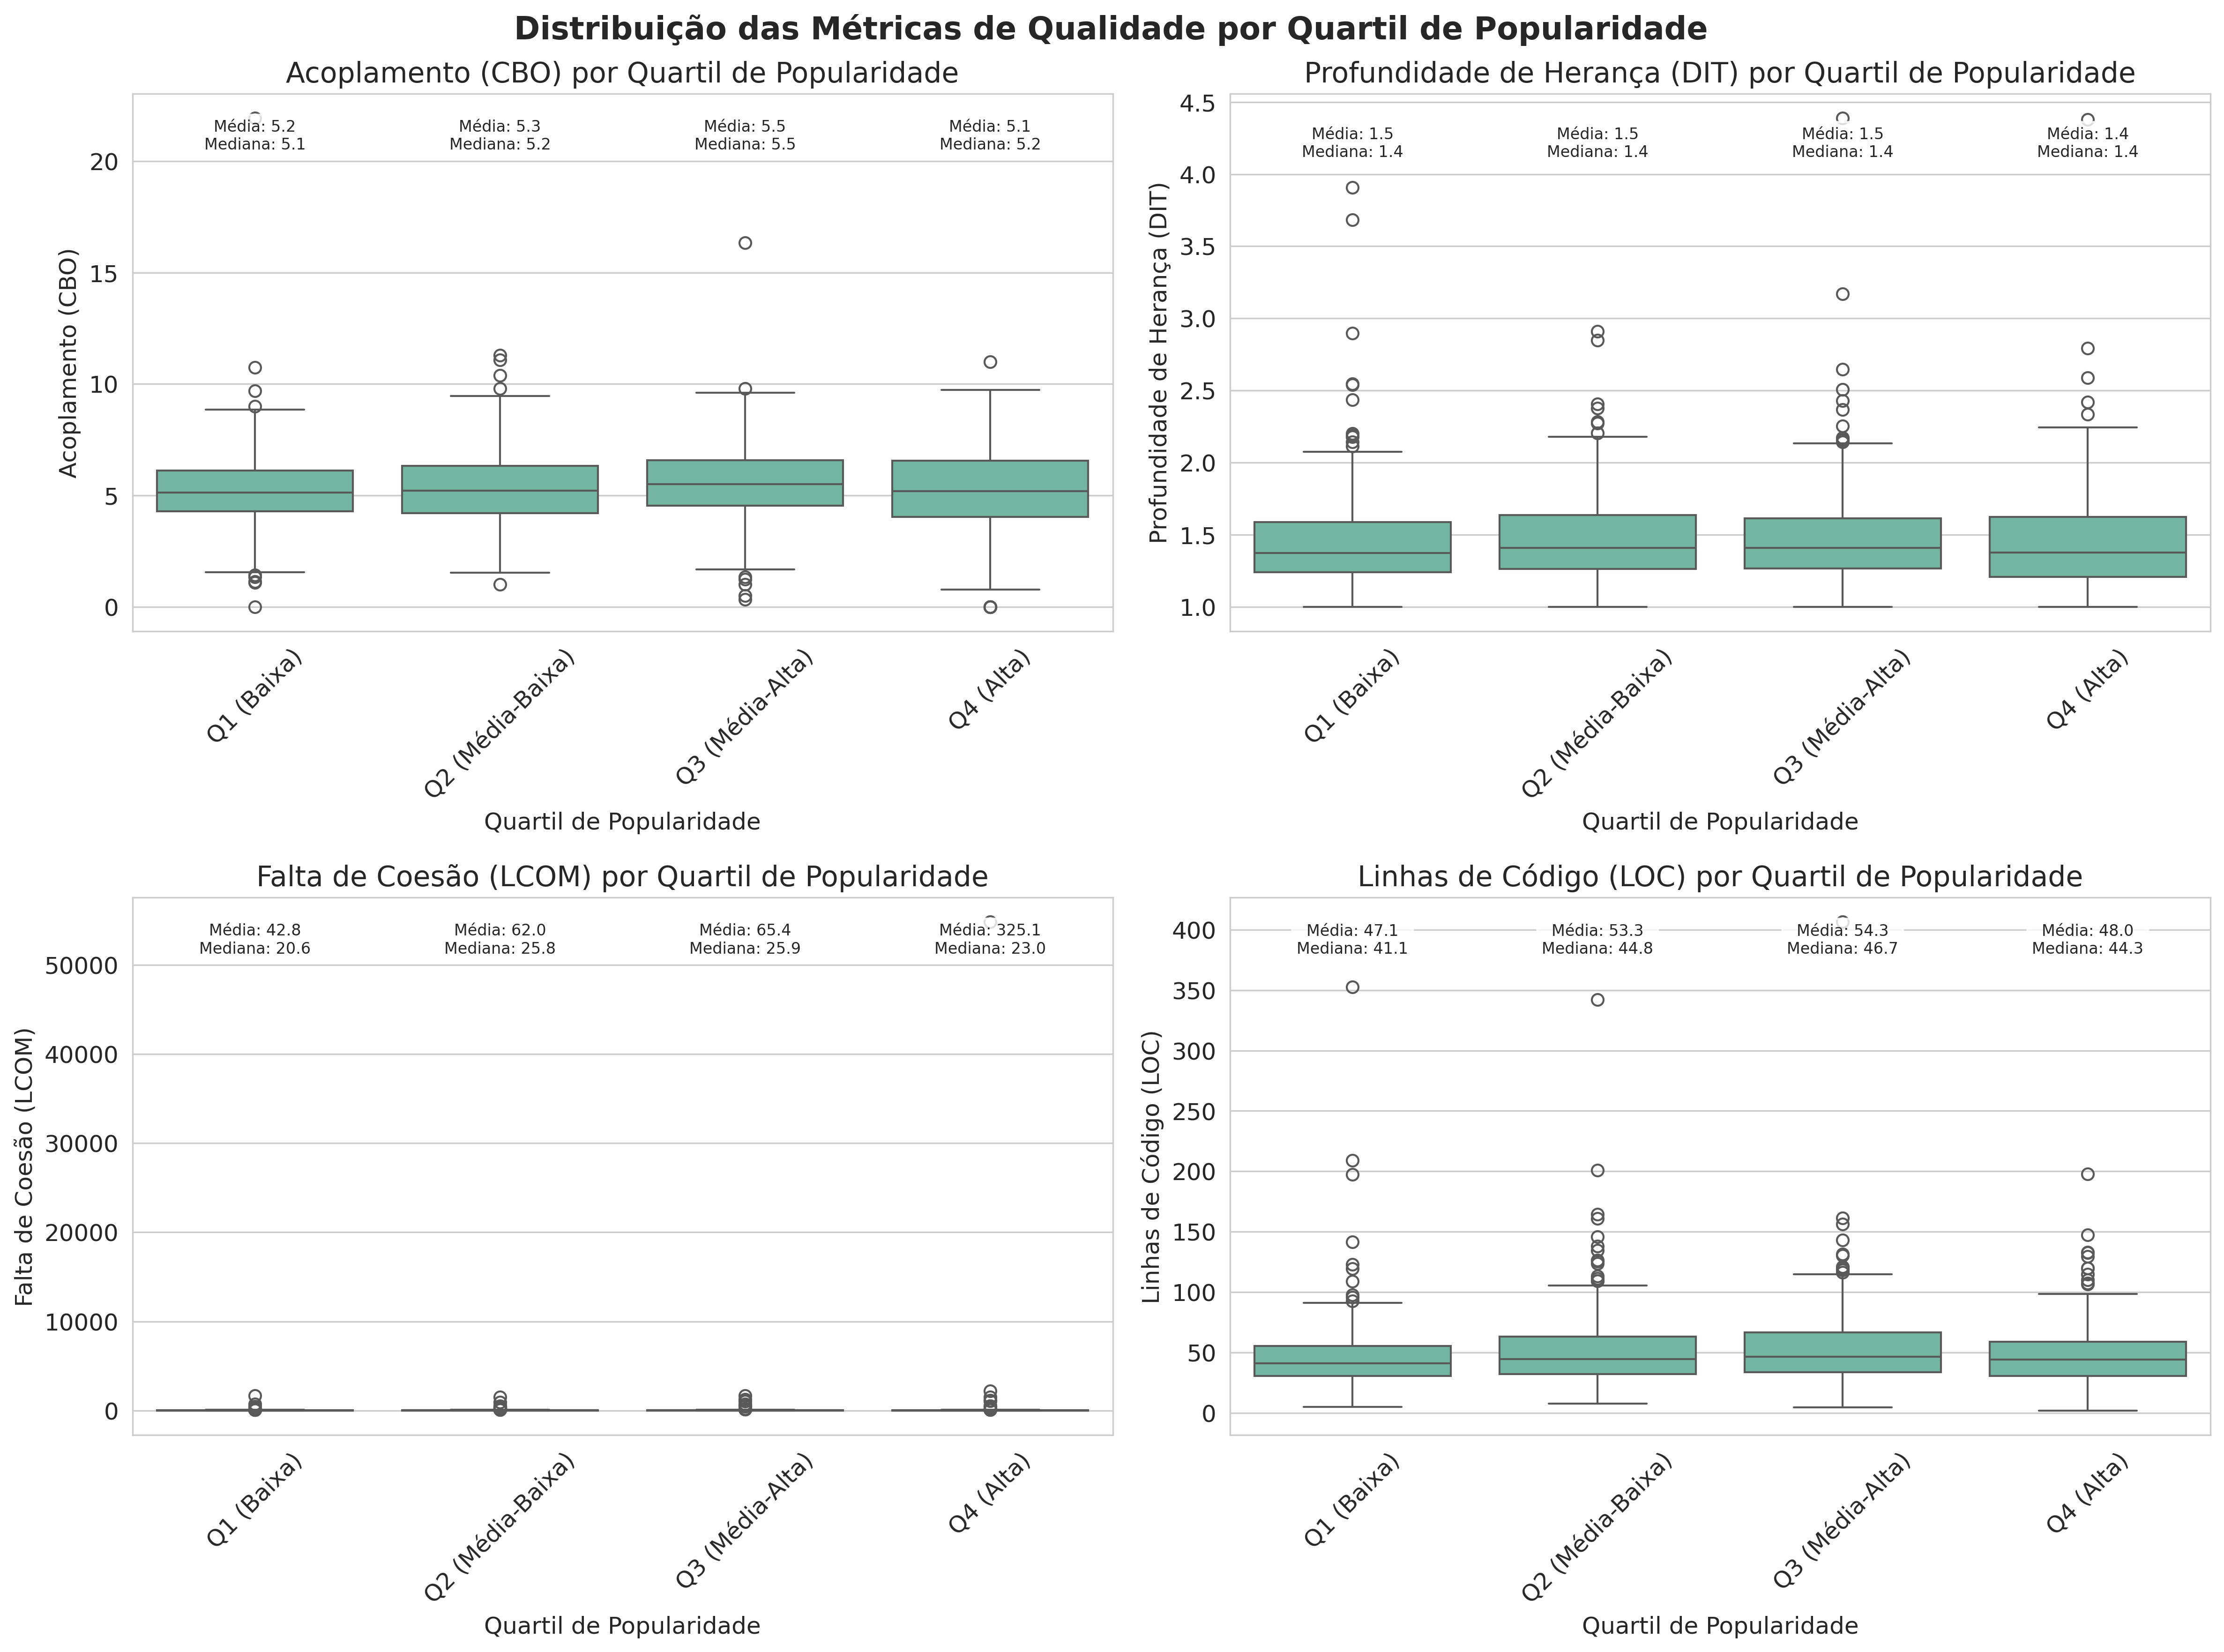 Distribuição das Métricas de Qualidade por Quartil de Popularidade
Acoplamento (CBO) por Quartil de Popularidade
Média: 5.2
Mediana: 5.1
Média: 5.3
Mediana: 5.2
Média: 5.5
Mediana: 5.5
Média: 5.1
Mediana: 5.2
Acoplamento (CBO)
20
15
10
5
0
Q1 (Baixa)
Q2 (Média-Baixa)
Q3 (Média-Alta)
Q4 (Alta)
Quartil de Popularidade
Profundidade de Herança (DIT) por Quartil de Popularidade
Média: 1.5
Mediana: 1.4
Média: 1.5
Mediana: 1.4
Média: 1.5
Mediana: 1.4
Média: 1.4
Mediana: 1.4
Profundidade de Herança (DIT)
4.5
4.0
3.5
3.0
2.5
2.0
1.5
1.0
Q1 (Baixa)
Q2 (Média-Baixa)
Q3 (Média-Alta)
Q4 (Alta)
Quartil de Popularidade
Falta de Coesão (LCOM) por Quartil de Popularidade
Média: 42.8
Mediana: 20.6
Média: 62.0
Mediana: 25.8
Média: 65.4
Mediana: 25.9
Média: 325.1
Mediana: 23.0
Falta de Coesão (LCOM)
50000
40000
30000
20000
10000
0
Q1 (Baixa)
Q2 (Média-Baixa)
Q3 (Média-Alta)
Q4 (Alta)
Quartil de Popularidade
Linhas de Código (LOC) por Quartil de Popularidade
Média: 47.1
Mediana: 41.1
Média: 53.3
Mediana: 44.8
Média: 54.3
Mediana: 46.7
Média: 48.0
Mediana: 44.3
Linhas de Código (LOC)
400
350
300
250
200
150
100
50
0
Q1 (Baixa)
Q2 (Média-Baixa)
Q3 (Média-Alta)
Q4 (Alta)
Quartil de Popularidade